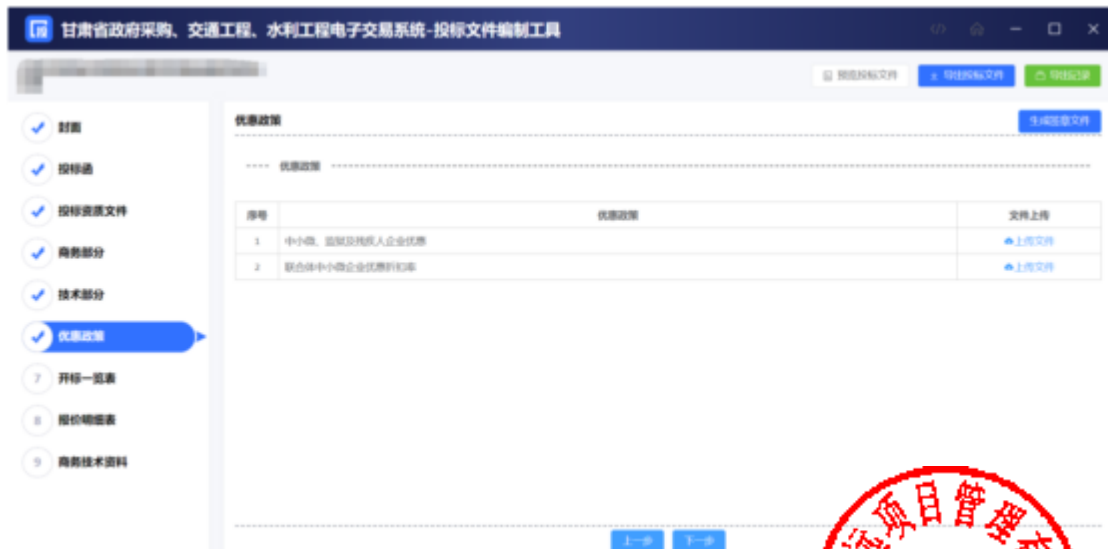 甘肃省政府采购、交通工程、水利工程电子交易系统-投标文件编制工具
预览投标文件
导出投标文件
导出记录
封面
投标函
投标资质文件
商务部分
技术部分
优惠政策
7 开标一览表
8 报价明细表
9 商务技术资料
优惠政策
生成签章文件
优惠政策
序号 优惠政策 文件上传
1 中小微、监狱及残疾人企业优惠 上传文件
2 联合体中小微企业优惠折扣率 上传文件
上一步 下一步
项目管理